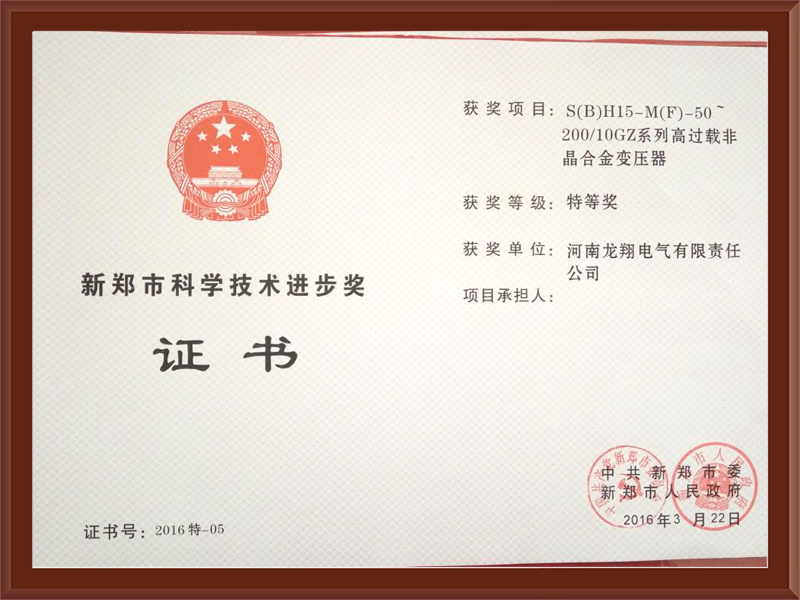 新郑市科学技术进步奖
证书
证书号：2016 特-05
获奖项目：S(B)H15-M(F)-50~
200/10GZ系列高过载非
晶合金变压器
获奖等级：特等奖
获奖单位：河南龙翔电气有限责任
公司
项目承担人：
中共新郑市委
新郑市人民政府
2016年3月22日